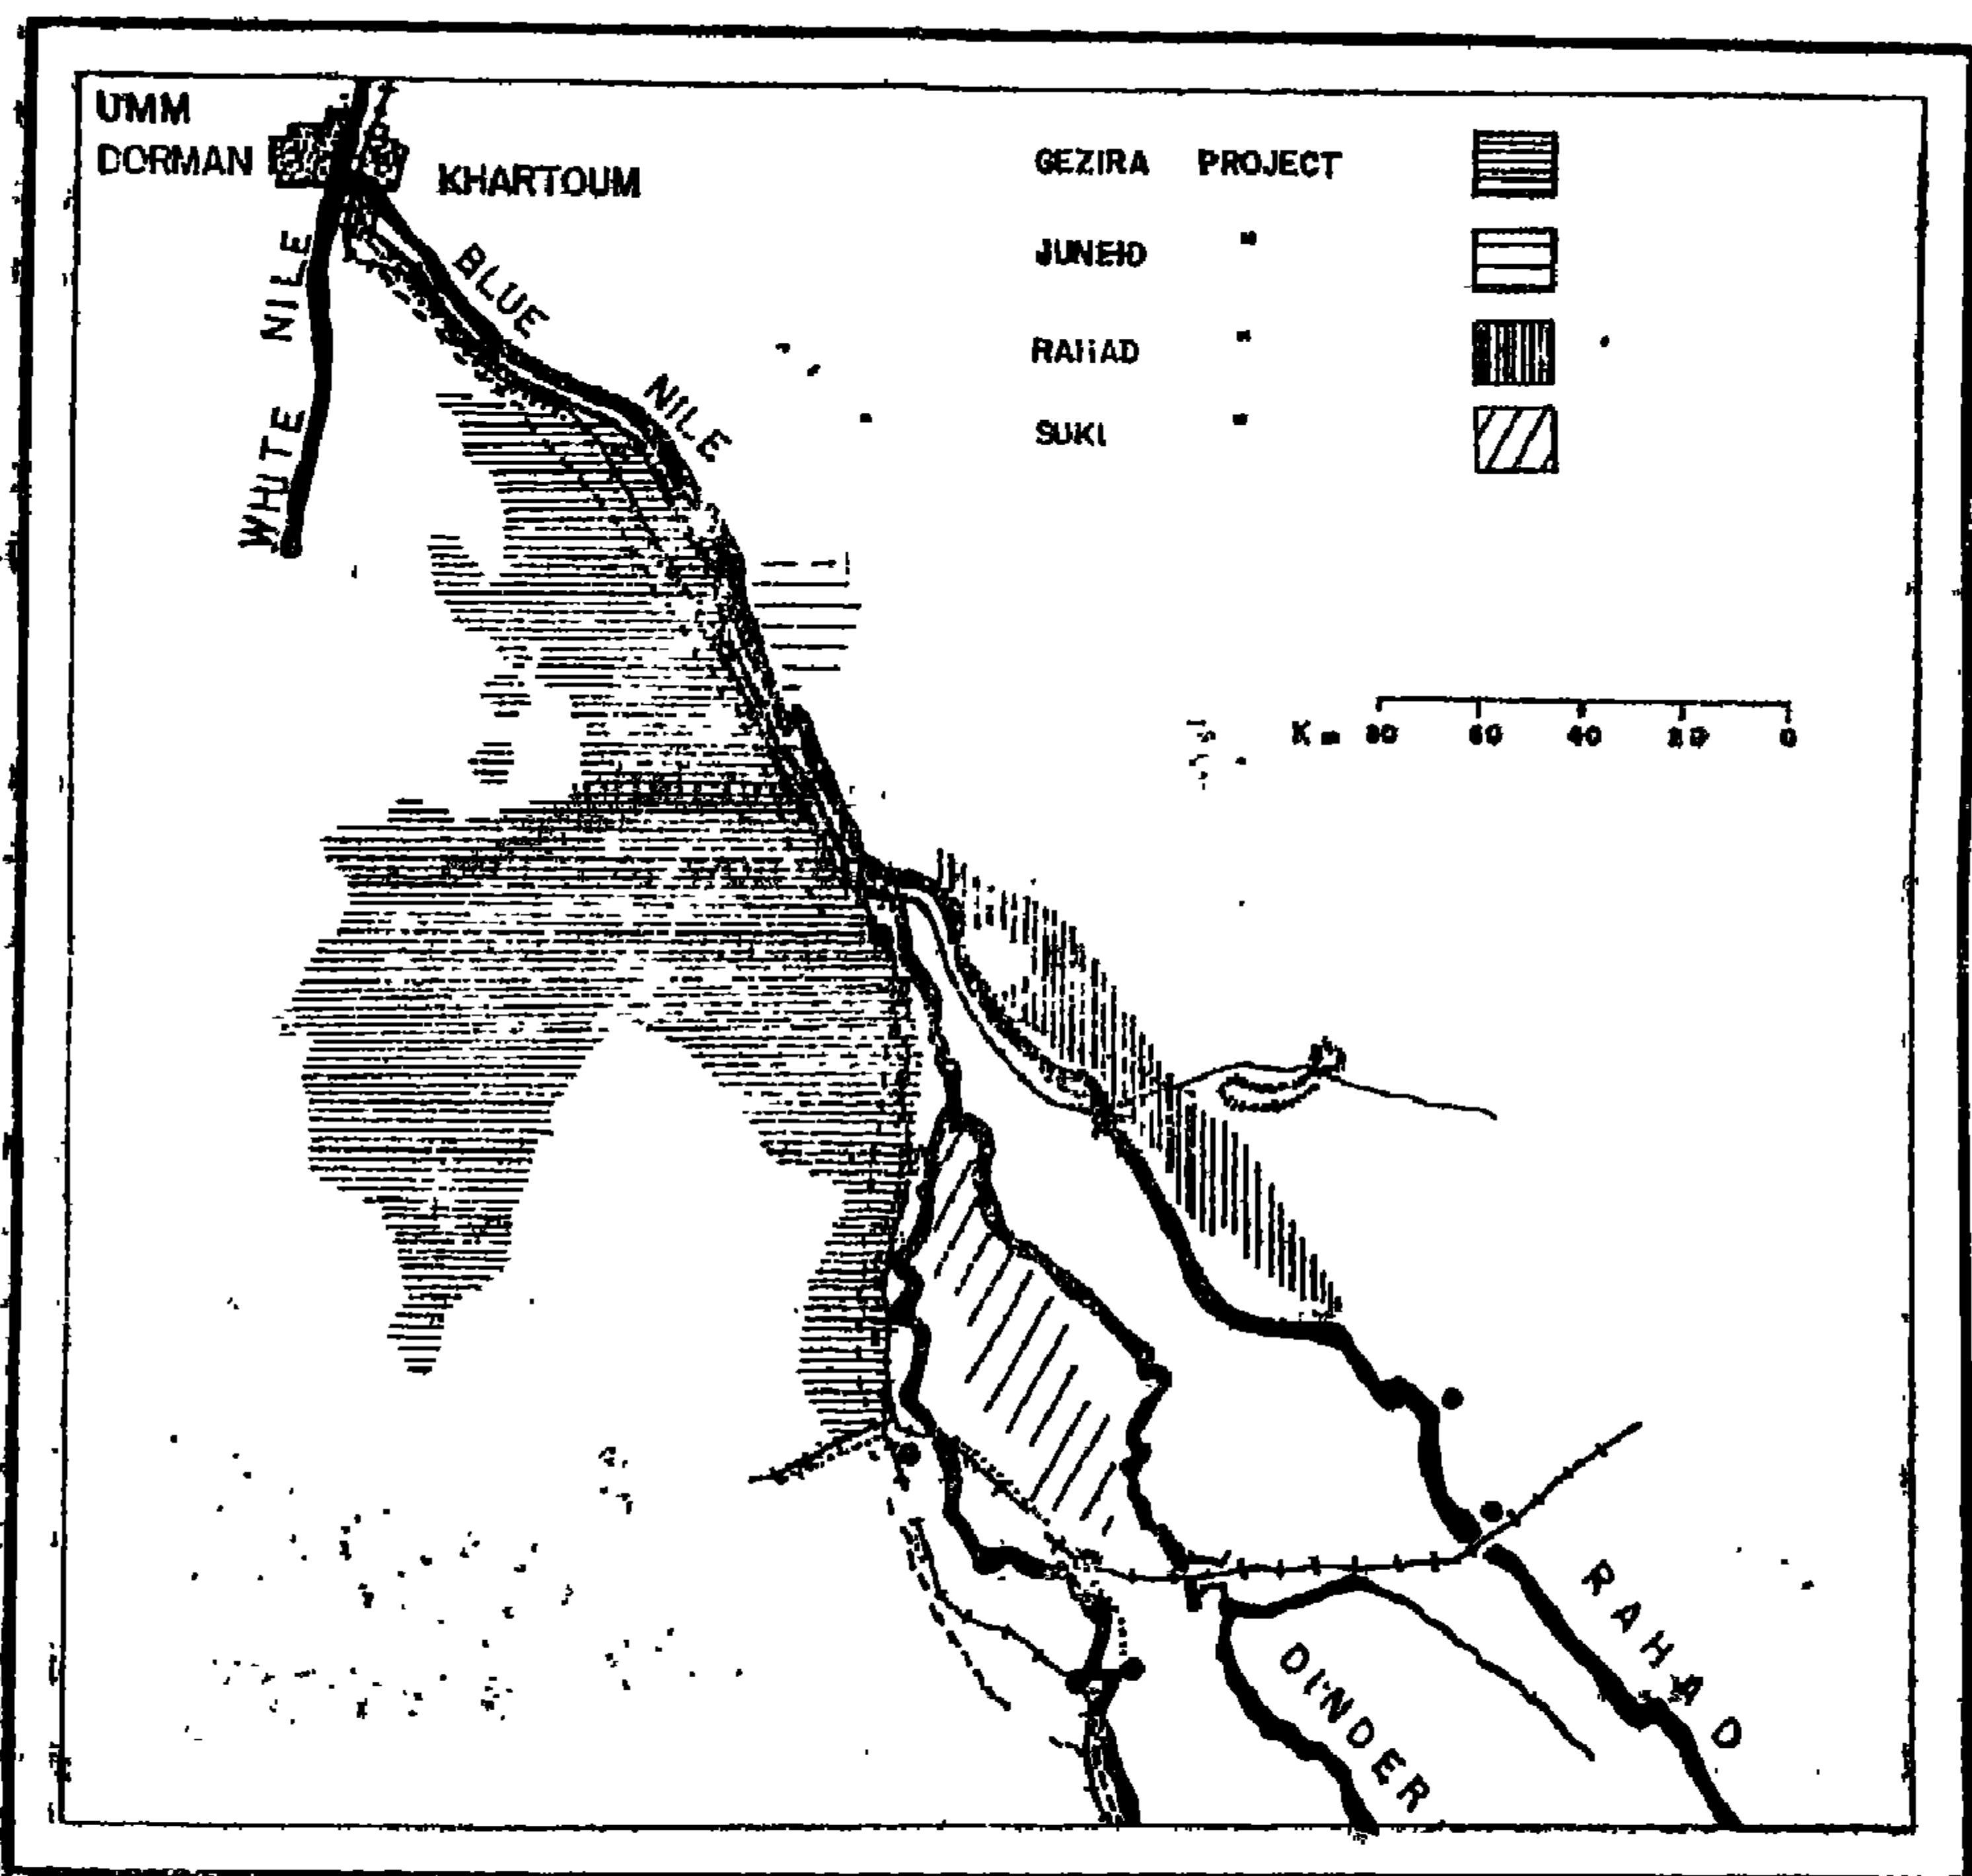 UMM
DORMAN
KHARTOUM
WHITE NILE
BLUE NILE
GEZIRA PROJECT
JUNEID "
RAHAD "
SUKI "
Km 80 60 40 20 0
RAHAD
DINDER